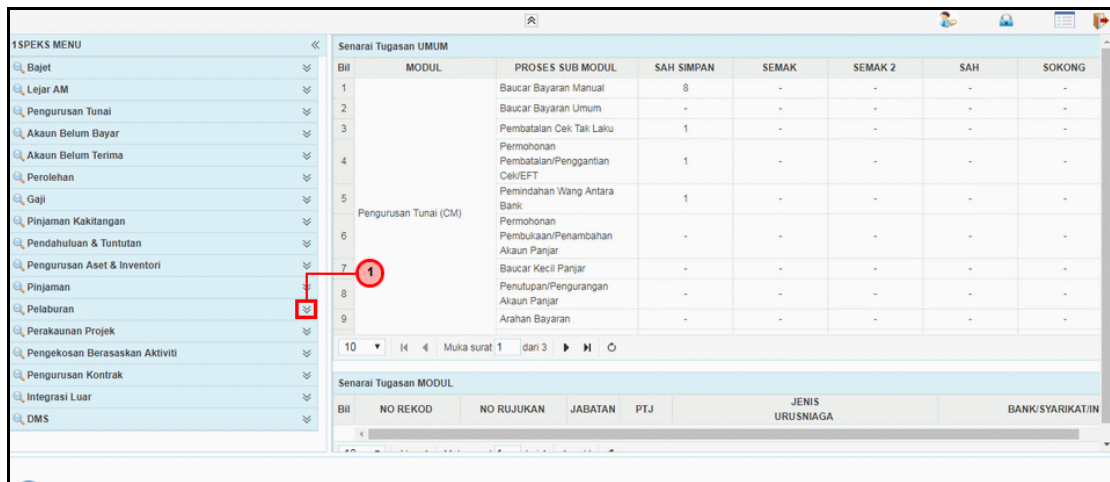 1SPEKS MENU
Bajet
Lejar AM
Pengurusan Tunai
Akaun Belum Bayar
Akaun Belum Terima
Perolehan
Gaji
Pinjaman Kakitangan
Pendahuluan & Tuntutan
Pengurusan Aset & Inventori
Pinjaman
Pelaburan
Perakaunan Projek
Pengekosan Berasaskan Aktiviti
Pengurusan Kontrak
Integrasi Luar
DMS
1
Senarai Tugasan UMUM
Bil MODUL PROSES SUB MODUL SAH SIMPAN SEMAK SEMAK 2 SAH SOKONG
Pengurusan Tunai (CM)
1 Baucar Bayaran Manual 8 - - - -
2 Baucar Bayaran Umum - - - - -
3 Pembatalan Cek Tak Laku 1 - - - -
Permohonan
4 Pembatalan/Penggantian 1 - - - -
Cek/EFT
5 Pemindahan Wang Antara 1 - - - -
Bank
Permohonan
6 Pembukaan/Penambahan - - - - -
Akaun Panjar
7 Baucar Kecil Panjar - - - - -
8 Penutupan/Pengurangan - - - - -
Akaun Panjar
9 Arahan Bayaran - - - - -
10 Muka surat 1 dari 3
Senarai Tugasan MODUL
Bil NO REKOD NO RUJUKAN JABATAN PTJ JENIS BANK/SYARIKAT/IN
URUSNIAGA